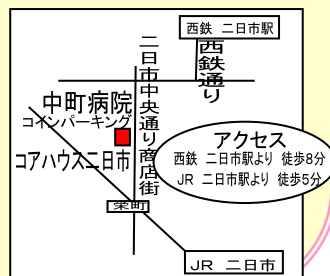 西鉄 二日市駅
西鉄通り
二日市中央通り商店街
中町病院
コインパーキング
コアハウス二日市
アクセス
西鉄 二日市駅より 徒歩8分
JR 二日市駅より 徒歩5分
栄町
JR 二日市